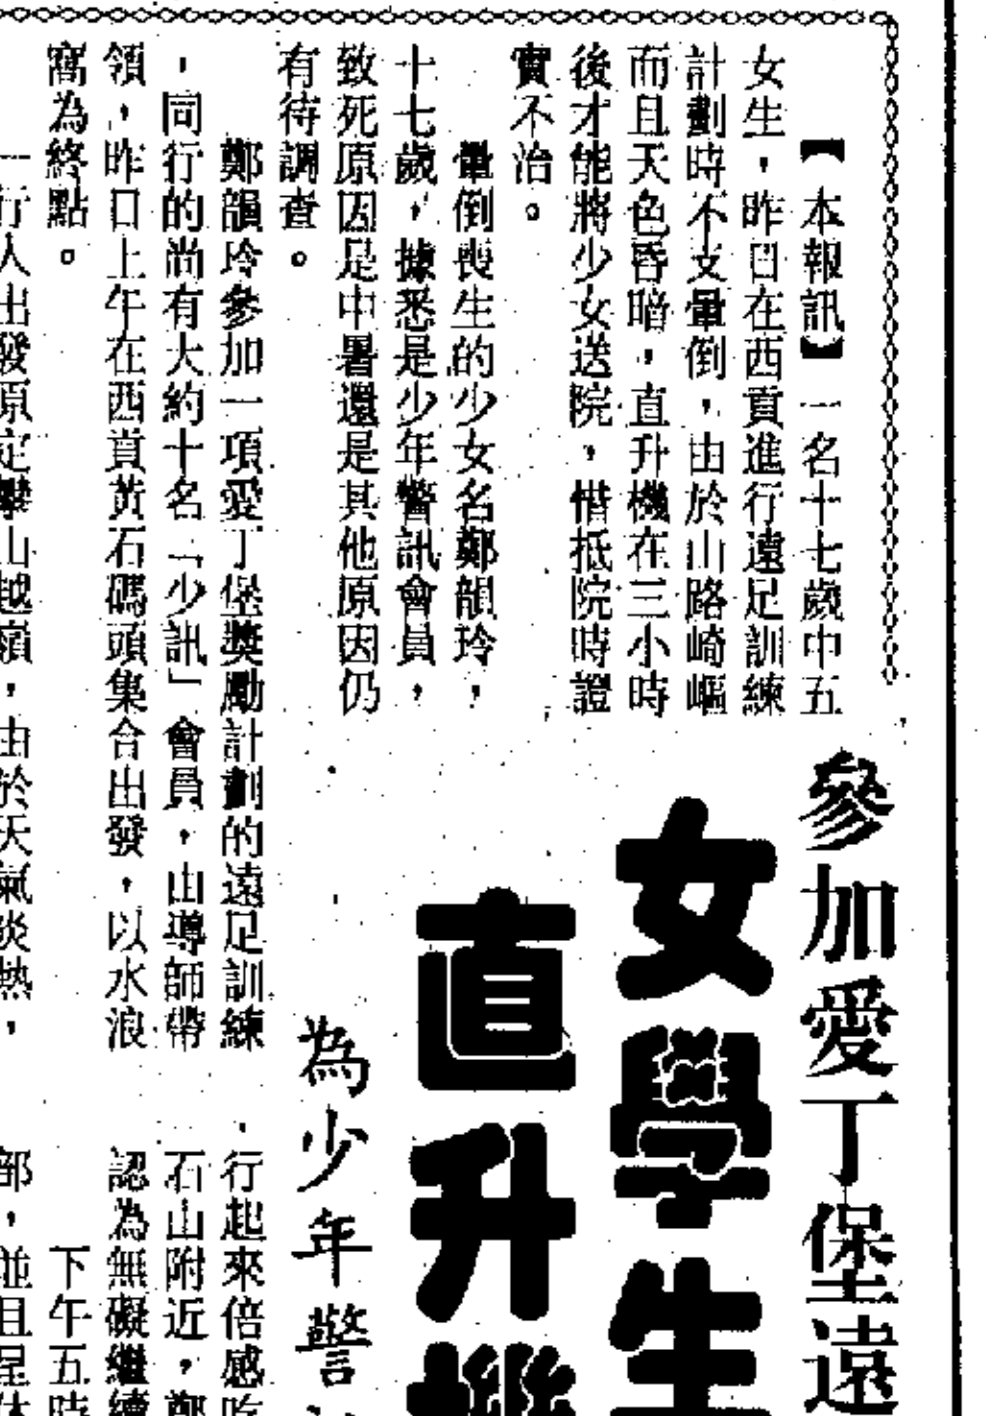 參加愛丁堡遠
女學生
直升機
為少年警
【本報訊】一名十七歲中五
女生，昨日在西貢進行遠足訓練
計劃時不支暈倒，由於山路崎嶇
而且天色昏暗，直升機在三小時
後才能將少女送院，惜抵院時證
實不治。
暈倒喪生的少女名鄭韻玲，
十七歲，據悉是少年警訊會員，
致死原因是中暑還是其他原因仍
有待調查。
鄭韻玲參加一項愛丁堡獎勵計劃的遠足訓練
，同行的尚有大約十名「少訊」會員，由導師帶
領，昨日上午在西貢黃石碼頭集合出發，以水浪
窩為終點。
一行人出發原定攀山越嶺，由於天氣炎熱，
行起來倍感吃
石山附近，鄭
認為無礙繼續
下午五時
部，並且呈休